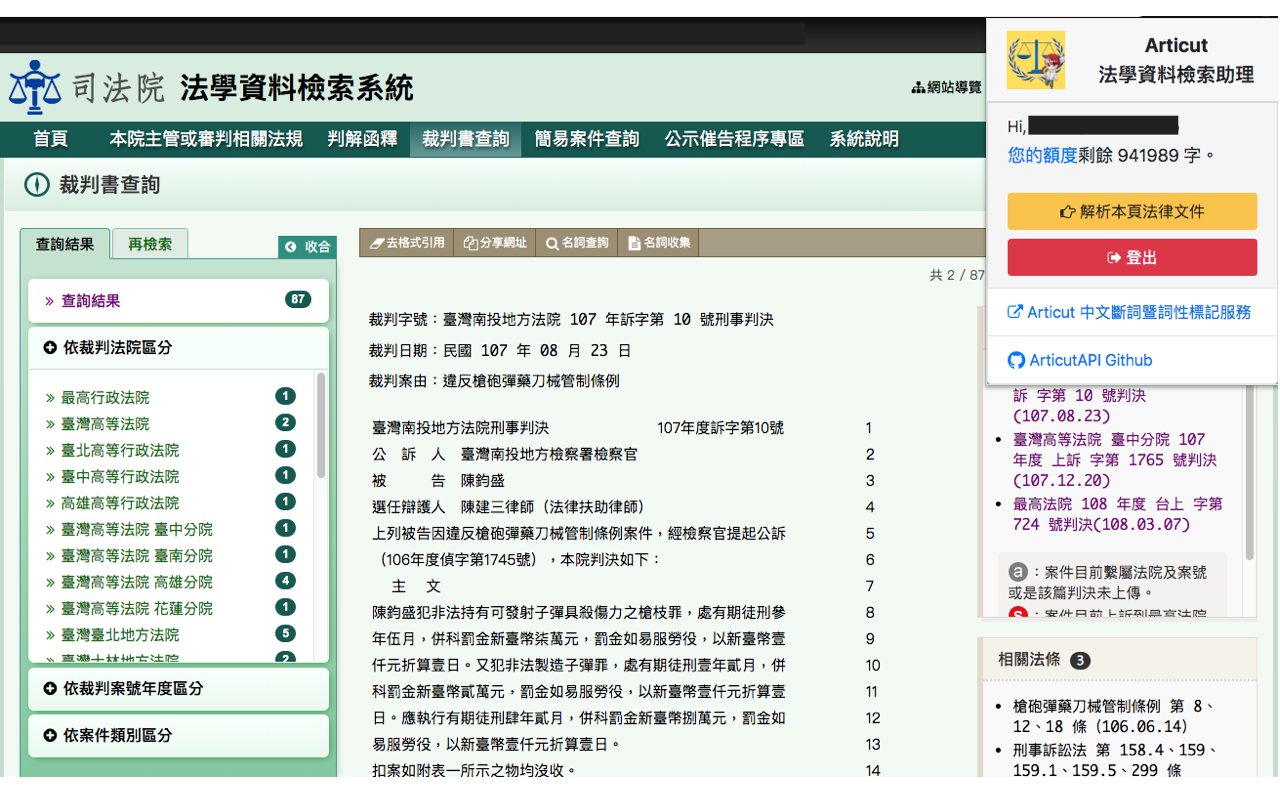 司法院 法學資料檢索系統
網站導覽
首頁 本院主管或審判相關法規 判解函釋 裁判書查詢 簡易案件查詢 公示催告程序專區 系統說明
裁判書查詢
查詢結果 再檢索 收合
查詢結果 87
依裁判法院區分
最高行政法院 1
臺灣高等法院 2
臺北高等行政法院 1
臺中高等行政法院 1
高雄高等行政法院 1
臺灣高等法院 臺中分院 1
臺灣高等法院 臺南分院 1
臺灣高等法院 高雄分院 4
臺灣高等法院 花蓮分院 1
臺灣臺北地方法院 5
臺灣士林地方法院 2
依裁判案號年度區分
依案件類別區分
去格式引用 分享網址 名詞查詢 名詞收集
共 2 / 87
裁判字號：臺灣南投地方法院 107 年訴字第 10 號刑事判決
裁判日期：民國 107 年 08 月 23 日
裁判案由：違反槍砲彈藥刀械管制條例
臺灣南投地方法院刑事判決 107年度訴字第10號 1
公 訴 人 臺灣南投地方檢察署檢察官 2
被 告 陳鈞盛 3
選任辯護人 陳建三律師（法律扶助律師） 4
上列被告因違反槍砲彈藥刀械管制條例案件，經檢察官提起公訴 5
（106年度偵字第1745號），本院判決如下： 6
主 文 7
陳鈞盛犯非法持有可發射子彈具殺傷力之槍枝罪，處有期徒刑參 8
年伍月，併科罰金新臺幣柒萬元，罰金如易服勞役，以新臺幣壹 9
仟元折算壹日。又犯非法製造子彈罪，處有期徒刑壹年貳月，併 10
科罰金新臺幣貳萬元，罰金如易服勞役，以新臺幣壹仟元折算壹 11
日。應執行有期徒刑肆年貳月，併科罰金新臺幣捌萬元，罰金如 12
易服勞役，以新臺幣壹仟元折算壹日。 13
扣案如附表一所示之物均沒收。 14
Articut
法學資料檢索助理
Hi,
您的額度剩餘 941989 字。
解析本頁法律文件
登出
Articut 中文斷詞暨詞性標記服務
ArticutAPI Github
訴 字第 10 號判決
(107.08.23)
臺灣高等法院 臺中分院 107
年度 上訴 字第 1765 號判決
(107.12.20)
最高法院 108 年度 台上 字第
724 號判決(108.03.07)
a：案件目前繫屬法院及案號
或是該篇判決未上傳。
S：案件目前上訴到最高法院
相關法條 3
槍砲彈藥刀械管制條例 第 8、
12、18 條 (106.06.14)
刑事訴訟法 第 158.4、159、
159.1、159.5、299 條